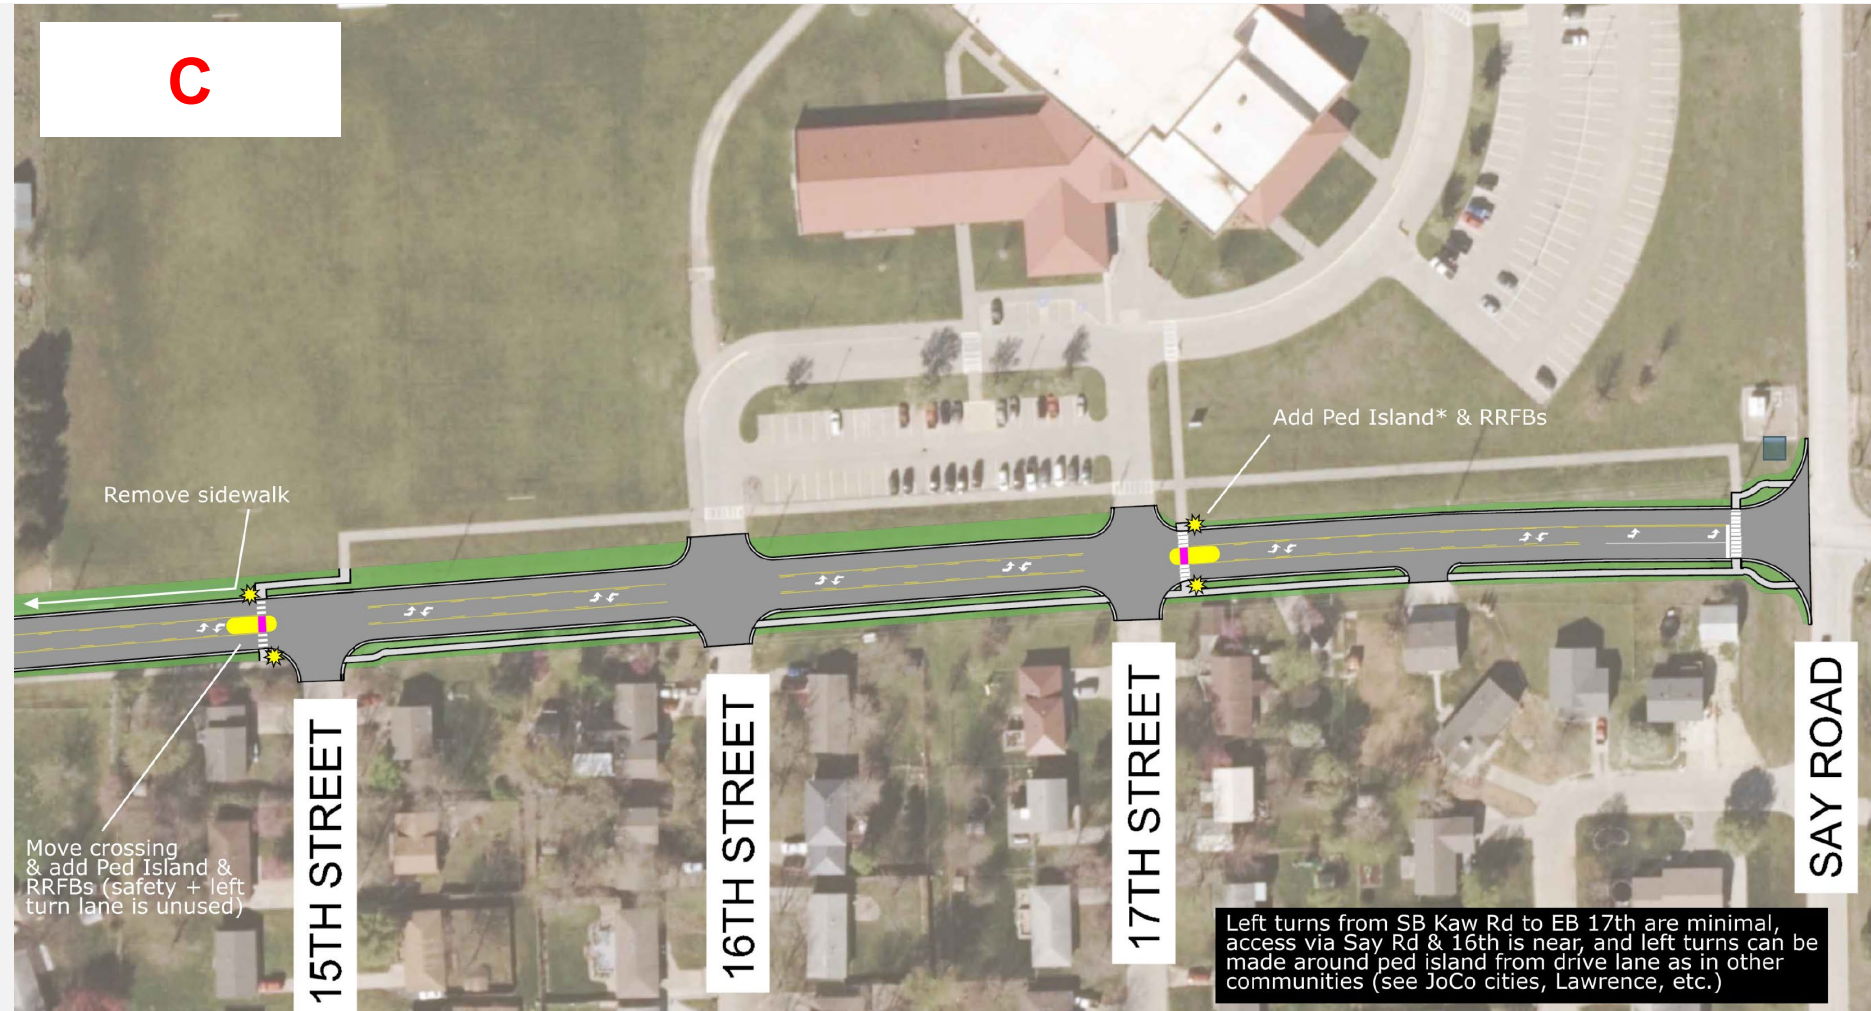 C
Add Ped Island* & RRFBs
Remove sidewalk
Move crossing
& add Ped Island &
RRFBs (safety + left
turn lane is unused)
15TH STREET
16TH STREET
17TH STREET
SAY ROAD
Left turns from SB Kaw Rd to EB 17th are minimal,
access via Say Rd & 16th is near, and left turns can be
made around ped island from drive lane as in other
communities (see JoCo cities, Lawrence, etc.)